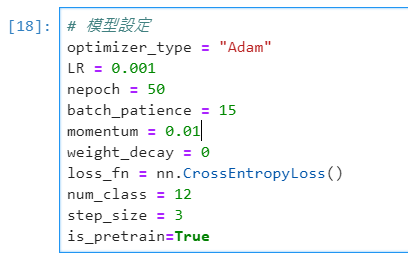 [18]: # 模型設定
optimizer_type = "Adam"
LR = 0.001
nepoch = 50
batch_patience = 15
momentum = 0.01
weight_decay = 0
loss_fn = nn.CrossEntropyLoss()
num_class = 12
step_size = 3
is_pretrain=True